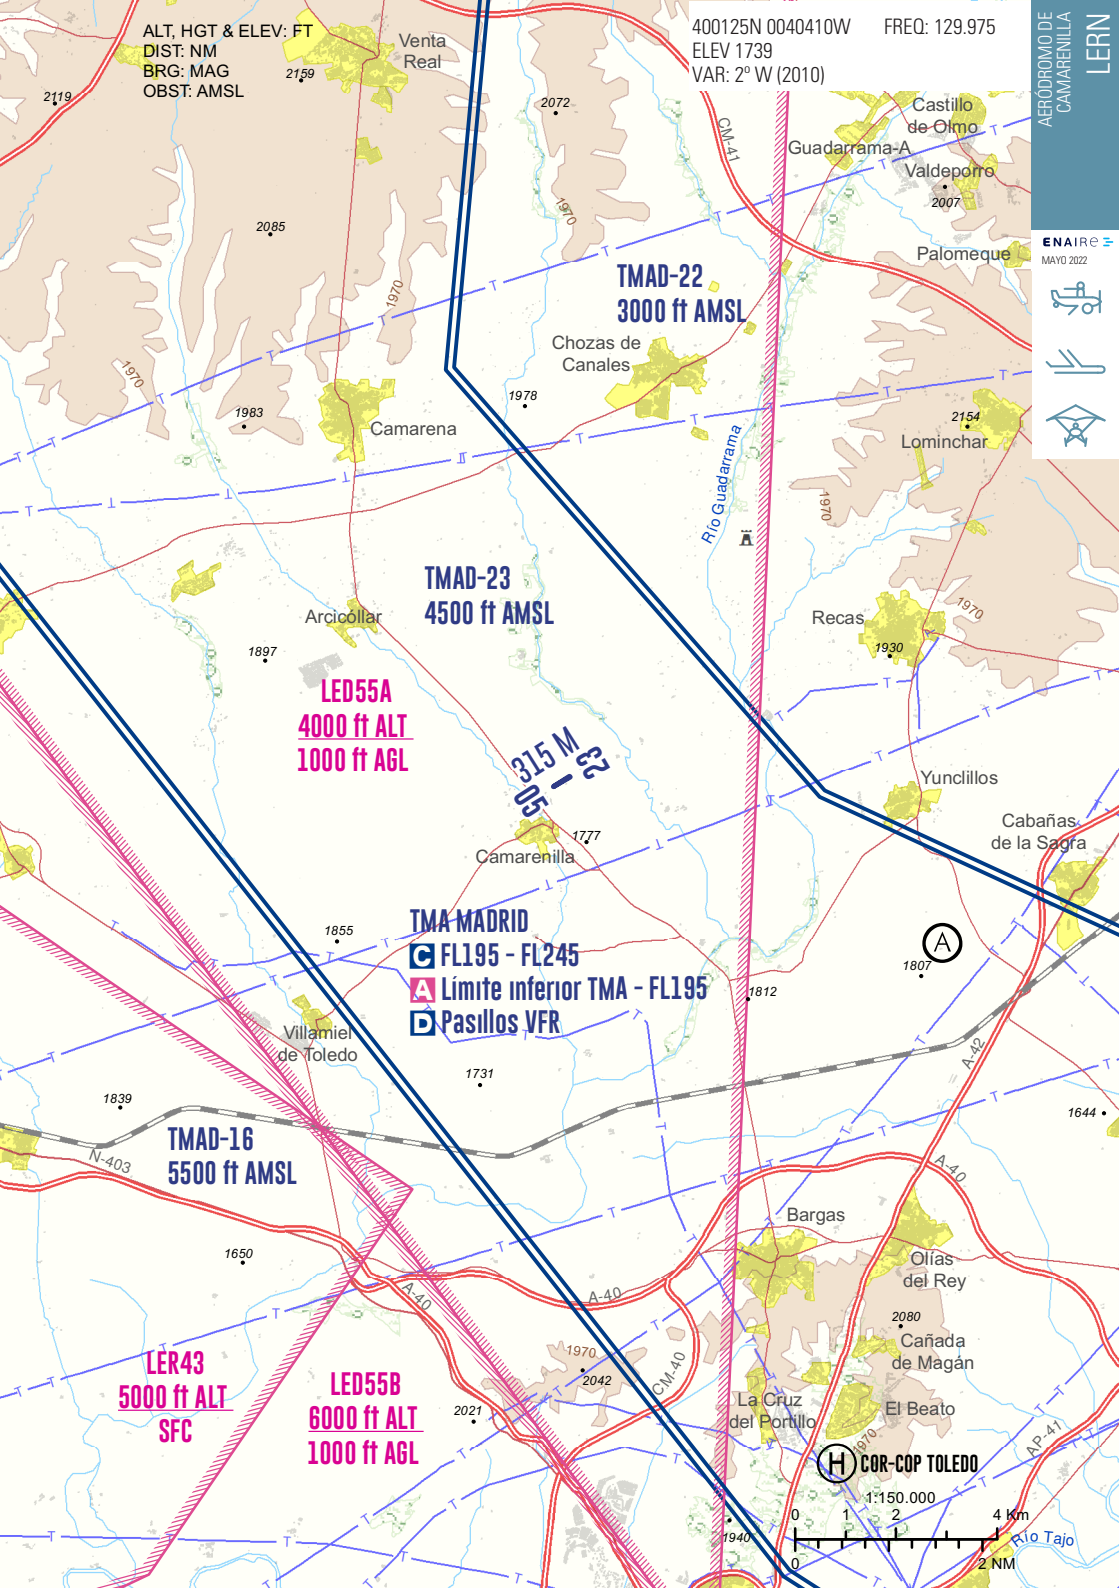 ALT, HGT & ELEV: FT
DIST: NM
BRG: MAG
OBST: AMSL
400125N 0040410W FREQ: 129.975
ELEV 1739
VAR: 2º W (2010)
AERÓDROMO DE
CAMARENILLA
LERN
ENAIRe
MAYO 2022
Venta
Real
2159
2119
2072
CM-41
Castillo
de Olmo
Guadarrama-A
Valdeporro
2007
1970
2085
Palomeque
TMAD-22
3000 ft AMSL
1970
Chozas de
Canales
1970
1978
1983
Camarena
2154
Lominchar
Río Guadarrama
1970
TMAD-23
4500 ft AMSL
Arcicóllar
Recas
1970
1930
1897
LED55A
4000 ft ALT
1000 ft AGL
315 M
23
05
Yunclillos
Cabañas
de la Sagra
1777
Camarenilla
TMA MADRID
C FL195 - FL245
A Límite inferior TMA - FL195
D Pasillos VFR
1855
A
1807
1812
Villamiel
de Toledo
A-42
1731
1839
1644
TMAD-16
5500 ft AMSL
N-403
A-40
Bargas
1650
Olías
del Rey
A-40
A-40
2080
Cañada
de Magán
1970
2042
CM-40
LER43
5000 ft ALT
SFC
LED55B
6000 ft ALT
1000 ft AGL
2021
La Cruz
del Portillo
El Beato
1970
AP-41
H COR-COP TOLEDO
1:150.000
0 1 2 4 Km
1940
Río Tajo
0 2 NM